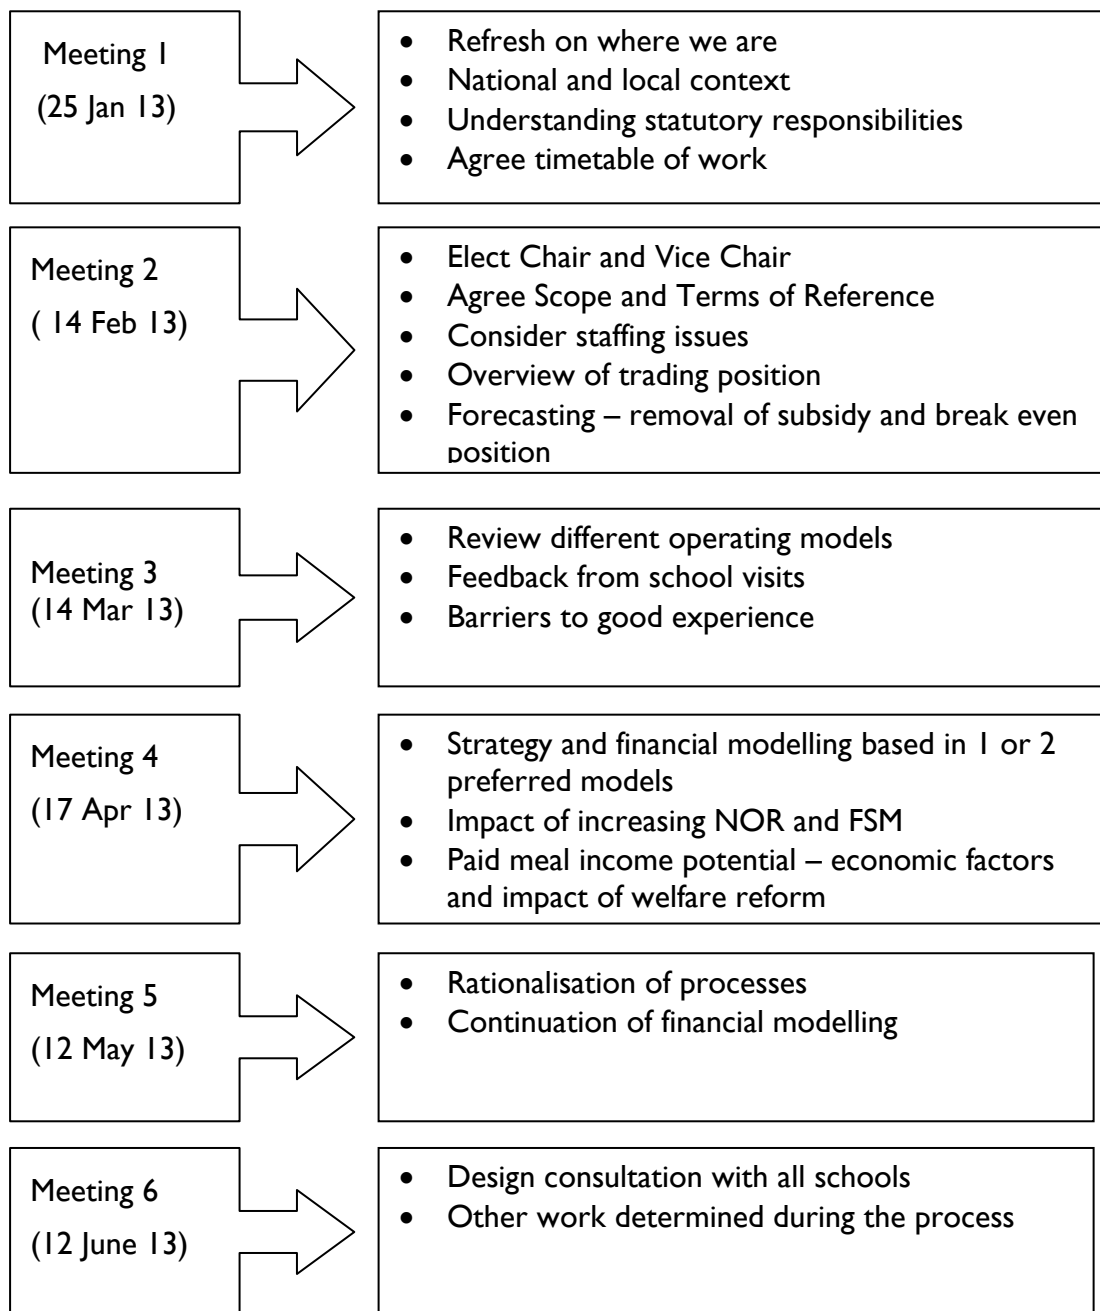 Meeting 1
(25 Jan 13)
• Refresh on where we are
• National and local context
• Understanding statutory responsibilities
• Agree timetable of work
Meeting 2
( 14 Feb 13)
• Elect Chair and Vice Chair
• Agree Scope and Terms of Reference
• Consider staffing issues
• Overview of trading position
• Forecasting – removal of subsidy and break even
position
Meeting 3
(14 Mar 13)
• Review different operating models
• Feedback from school visits
• Barriers to good experience
Meeting 4
(17 Apr 13)
• Strategy and financial modelling based in 1 or 2
preferred models
• Impact of increasing NOR and FSM
• Paid meal income potential – economic factors
and impact of welfare reform
Meeting 5
(12 May 13)
• Rationalisation of processes
• Continuation of financial modelling
Meeting 6
(12 June 13)
• Design consultation with all schools
• Other work determined during the process